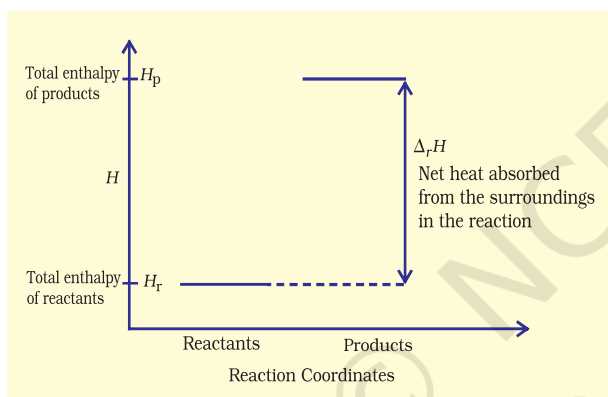 Total enthalpy
of products
Hp
ΔrH
Net heat absorbed
from the surroundings
in the reaction
H
Total enthalpy
of reactants
Hr
Reactants
Products
Reaction Coordinates
© NCE